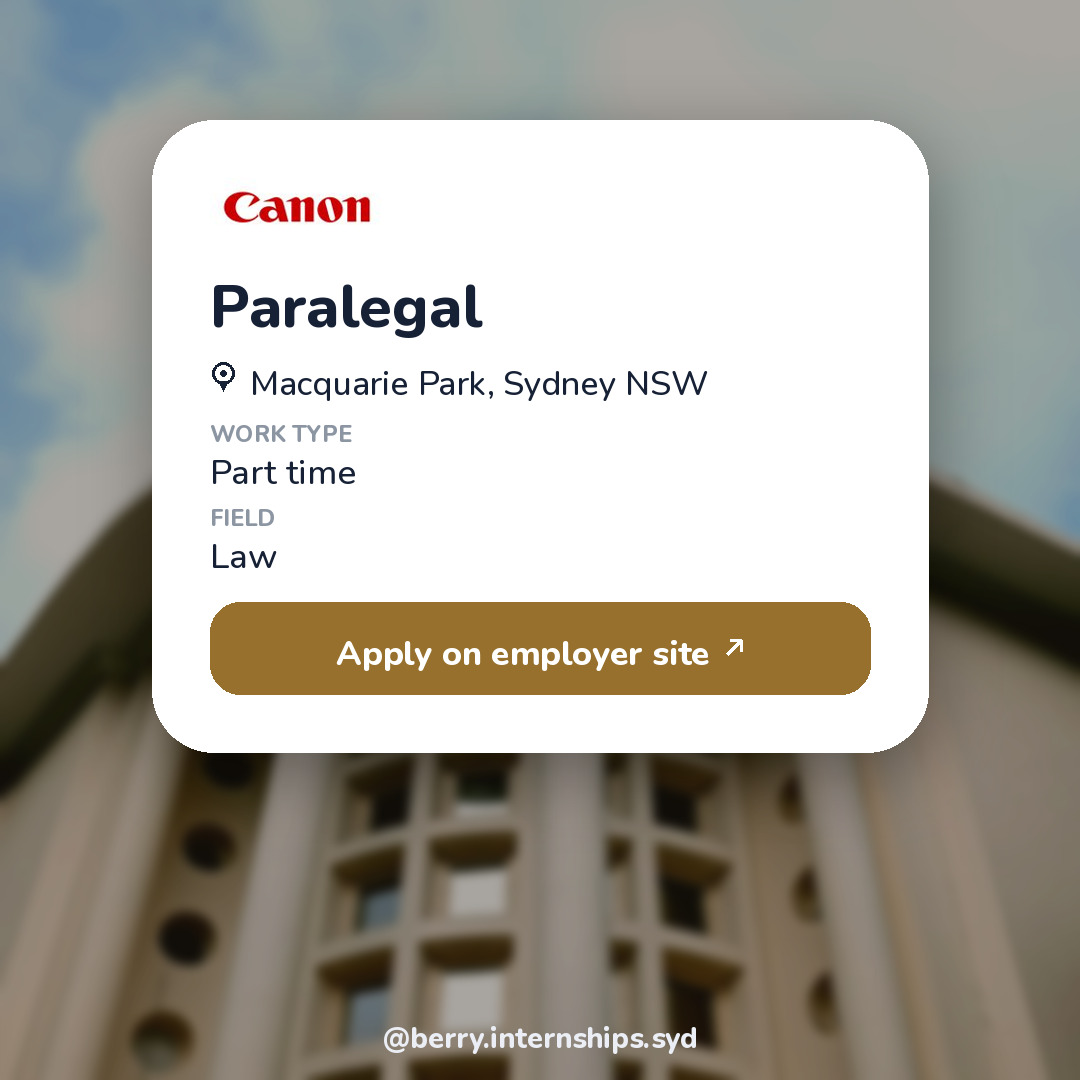 Canon
Paralegal
Macquarie Park, Sydney NSW
WORK TYPE
Part time
FIELD
Law
Apply on employer site ↗
@berry.internships.syd